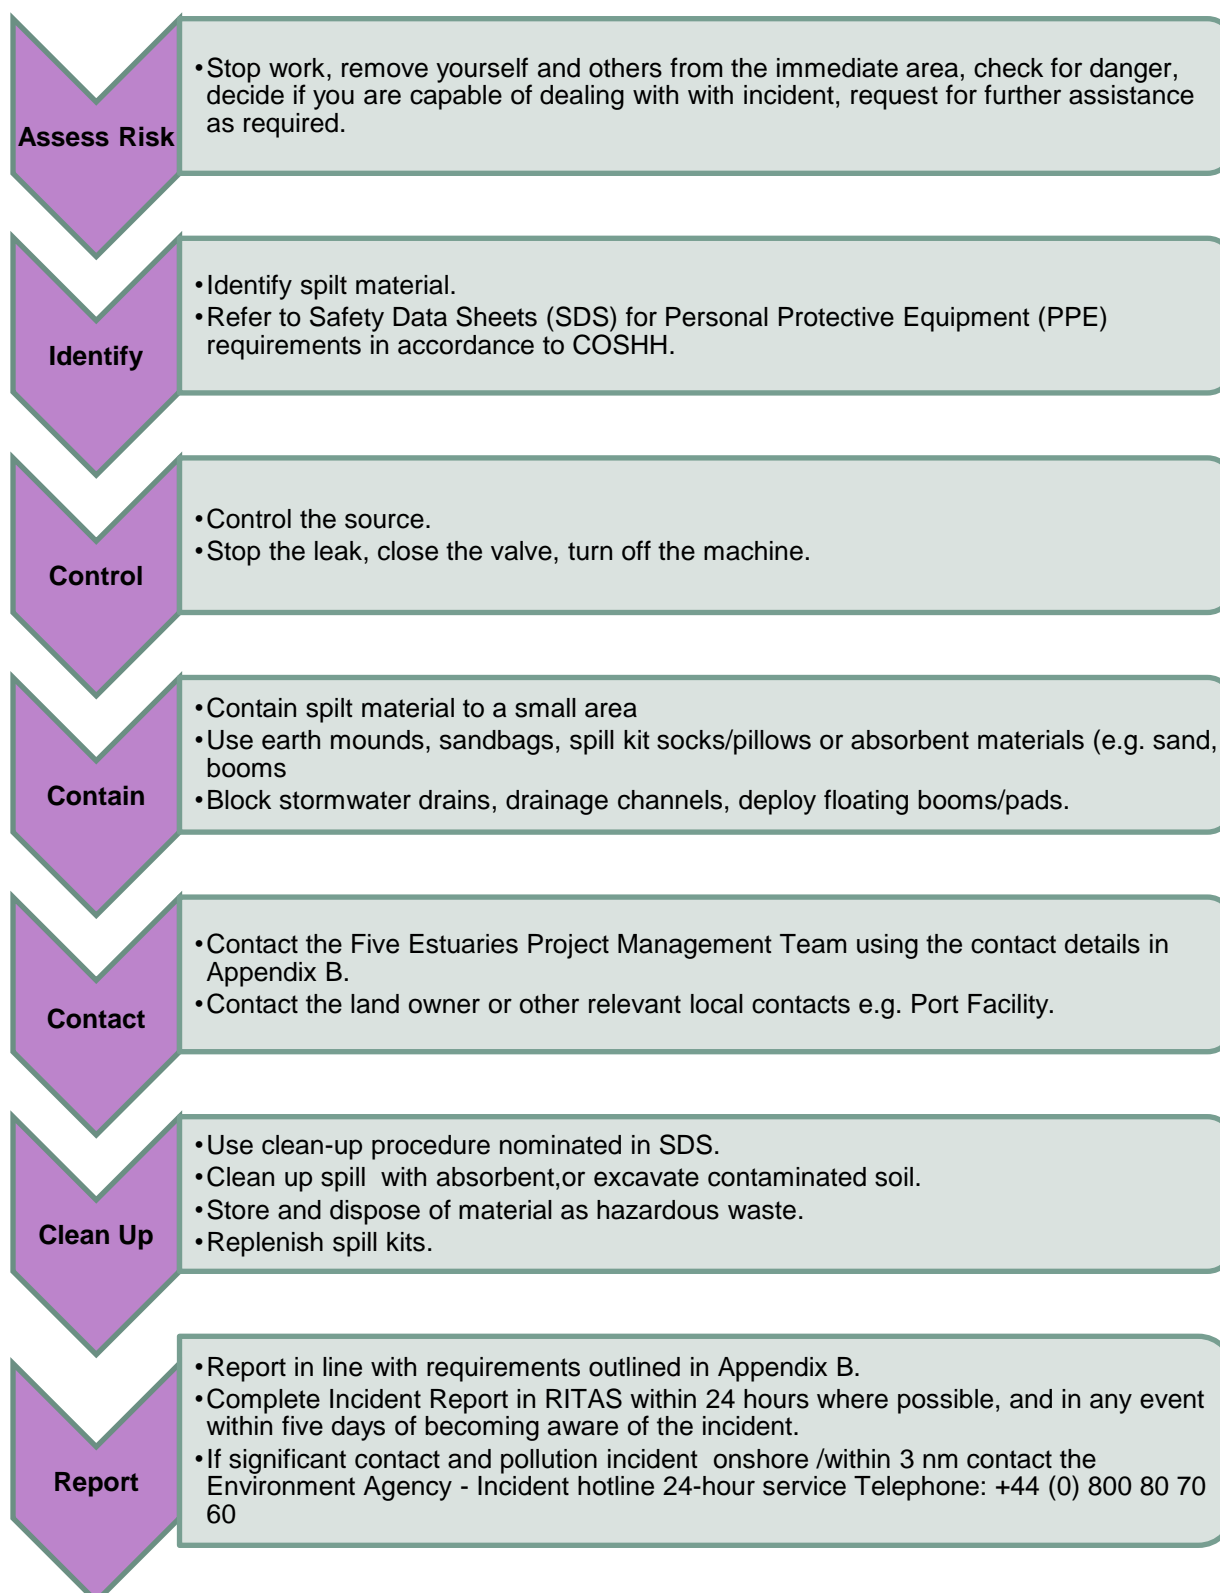 Assess Risk
•Stop work, remove yourself and others from the immediate area, check for danger,
decide if you are capable of dealing with with incident, request for further assistance
as required.
Identify
•Identify spilt material.
•Refer to Safety Data Sheets (SDS) for Personal Protective Equipment (PPE)
requirements in accordance to COSHH.
Control
•Control the source.
•Stop the leak, close the valve, turn off the machine.
Contain
•Contain spilt material to a small area
•Use earth mounds, sandbags, spill kit socks/pillows or absorbent materials (e.g. sand,
booms
•Block stormwater drains, drainage channels, deploy floating booms/pads.
Contact
•Contact the Five Estuaries Project Management Team using the contact details in
Appendix B.
•Contact the land owner or other relevant local contacts e.g. Port Facility.
Clean Up
•Use clean-up procedure nominated in SDS.
•Clean up spill  with absorbent,or excavate contaminated soil.
•Store and dispose of material as hazardous waste.
•Replenish spill kits.
Report
•Report in line with requirements outlined in Appendix B.
•Complete Incident Report in RITAS within 24 hours where possible, and in any event
within five days of becoming aware of the incident.
•If significant contact and pollution incident  onshore /within 3 nm contact the
Environment Agency - Incident hotline 24-hour service Telephone: +44 (0) 800 80 70
60